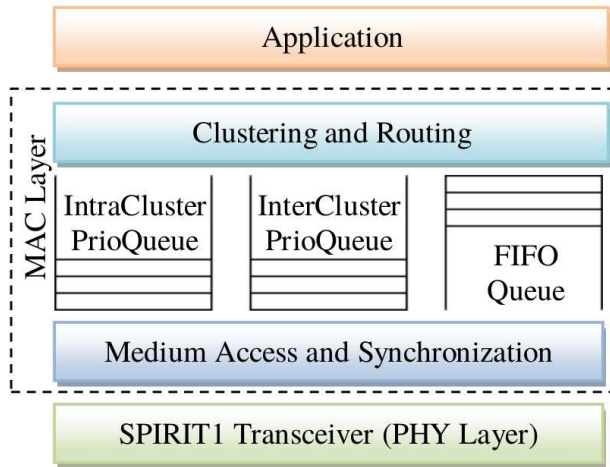 Application
MAC Layer
Clustering and Routing
IntraCluster
PrioQueue
InterCluster
PrioQueue
FIFO
Queue
Medium Access and Synchronization
SPIRIT1 Transceiver (PHY Layer)